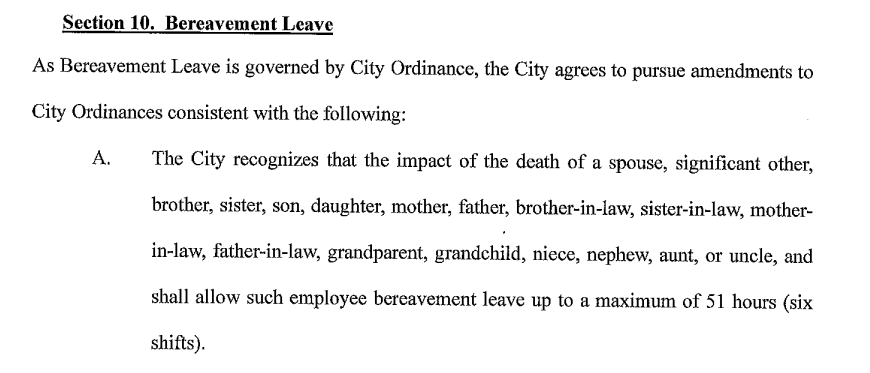 Section 10. Bereavement Leave
As Bereavement Leave is governed by City Ordinance, the City agrees to pursue amendments to
City Ordinances consistent with the following:
A. The City recognizes that the impact of the death of a spouse, significant other,
brother, sister, son, daughter, mother, father, brother-in-law, sister-in-law, mother-
in-law, father-in-law, grandparent, grandchild, niece, nephew, aunt, or uncle, and
shall allow such employee bereavement leave up to a maximum of 51 hours (six
shifts).